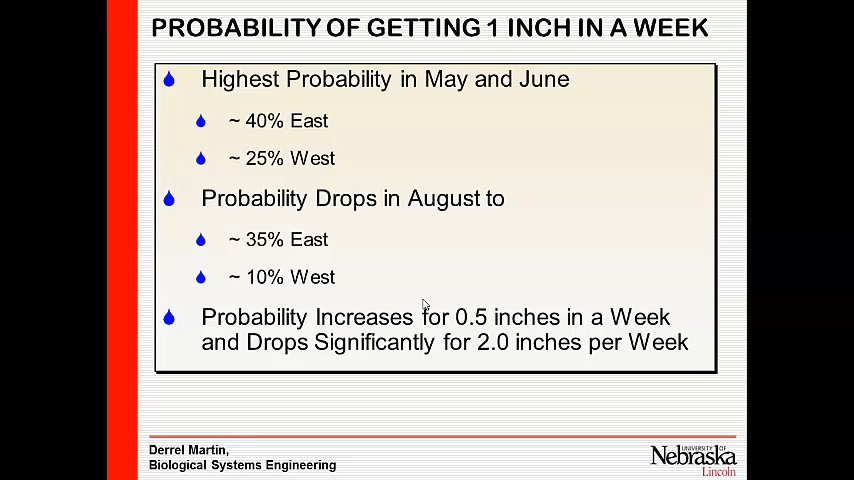 PROBABILITY OF GETTING 1 INCH IN A WEEK
Highest Probability in May and June
~ 40% East
~ 25% West
Probability Drops in August to
~ 35% East
~ 10% West
Probability Increases for 0.5 inches in a Week
and Drops Significantly for 2.0 inches per Week
Derrel Martin,
Biological Systems Engineering
UNIVERSITY OF
Nebraska
Lincoln